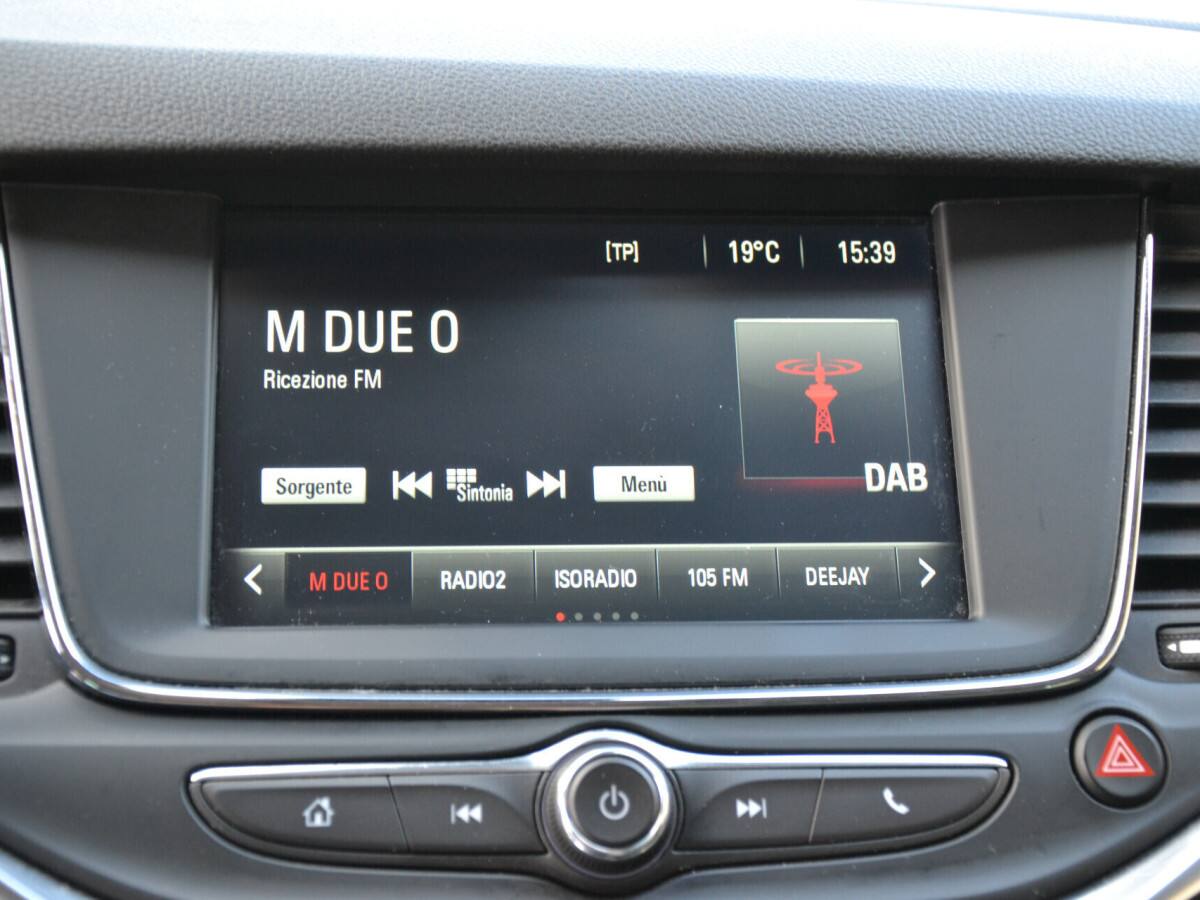 [TP] 19°C 15:39
M DUE O
Ricezione FM
Sorgente Sintonia Menù
DAB
M DUE O RADIO2 ISORADIO 105 FM DEEJAY